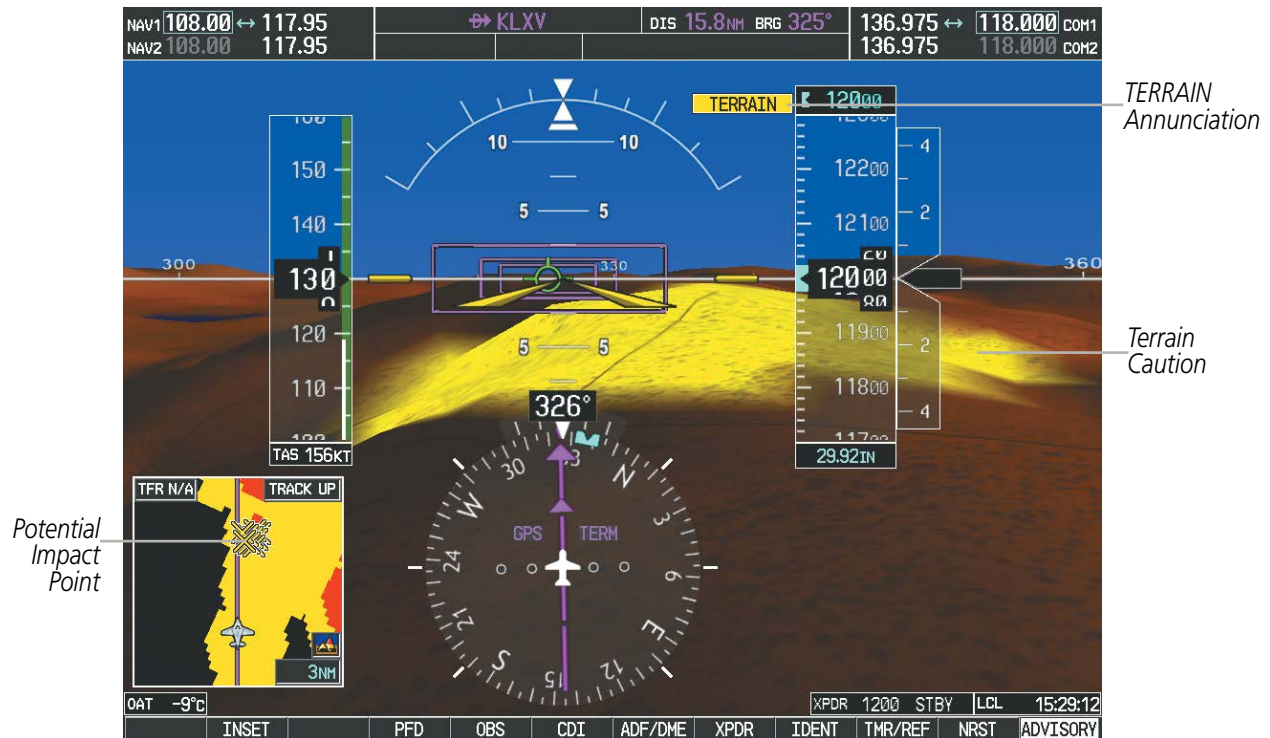 NAV1 108.00 ↔ 117.95
NAV2 108.00 117.95
KLXV
DIS 15.8NM BRG 325°
136.975 ↔ 118.000 COM1
136.975 118.000 COM2
TERRAIN
12000
TERRAIN
Annunciation
150
140
130
120
110
TAS 156KT
10 10
5 5
5 5
300
330
360
12200
12100
12000
20
80
11900
11800
29.92IN
4
2
2
4
Terrain
Caution
326°
N
3
6
E
12
15
S
21
24
W
30
33
GPS TERM
TFR N/A
TRACK UP
3NM
Potential
Impact
Point
OAT -9°C
XPDR 1200 STBY
LCL 15:29:12
INSET PFD OBS CDI ADF/DME XPDR IDENT TMR/REF NRST ADVISORY